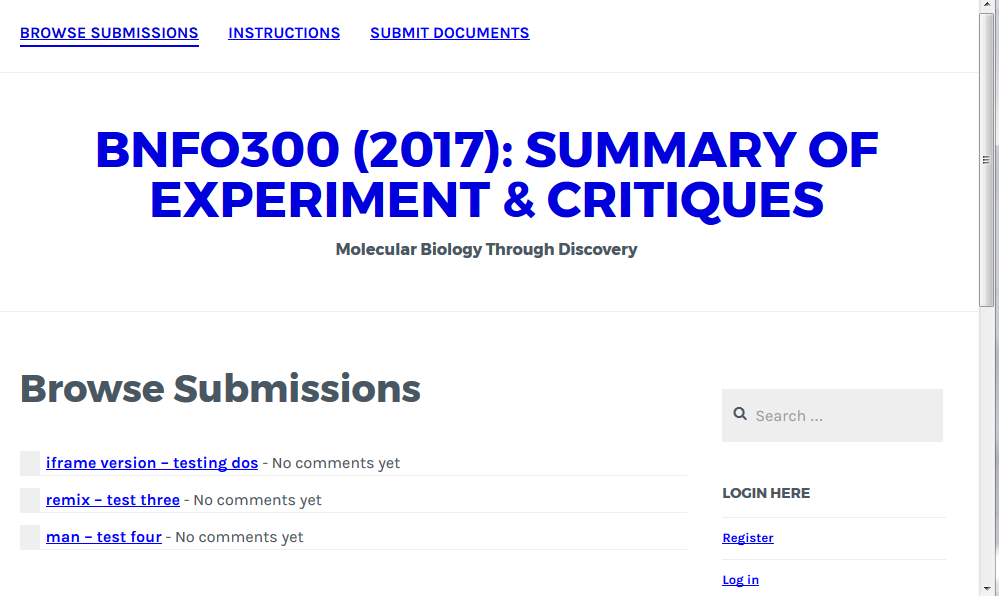 BROWSE SUBMISSIONS INSTRUCTIONS SUBMIT DOCUMENTS
BNFO300 (2017): SUMMARY OF
EXPERIMENT & CRITIQUES
Molecular Biology Through Discovery
Browse Submissions
iframe version – testing dos - No comments yet
remix – test three - No comments yet
man – test four - No comments yet
Search ...
LOGIN HERE
Register
Log in